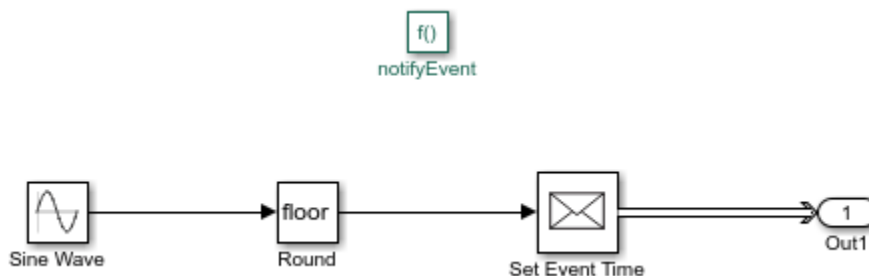 f()
notifyEvent
floor
1
Sine Wave
Round
Set Event Time
Out1